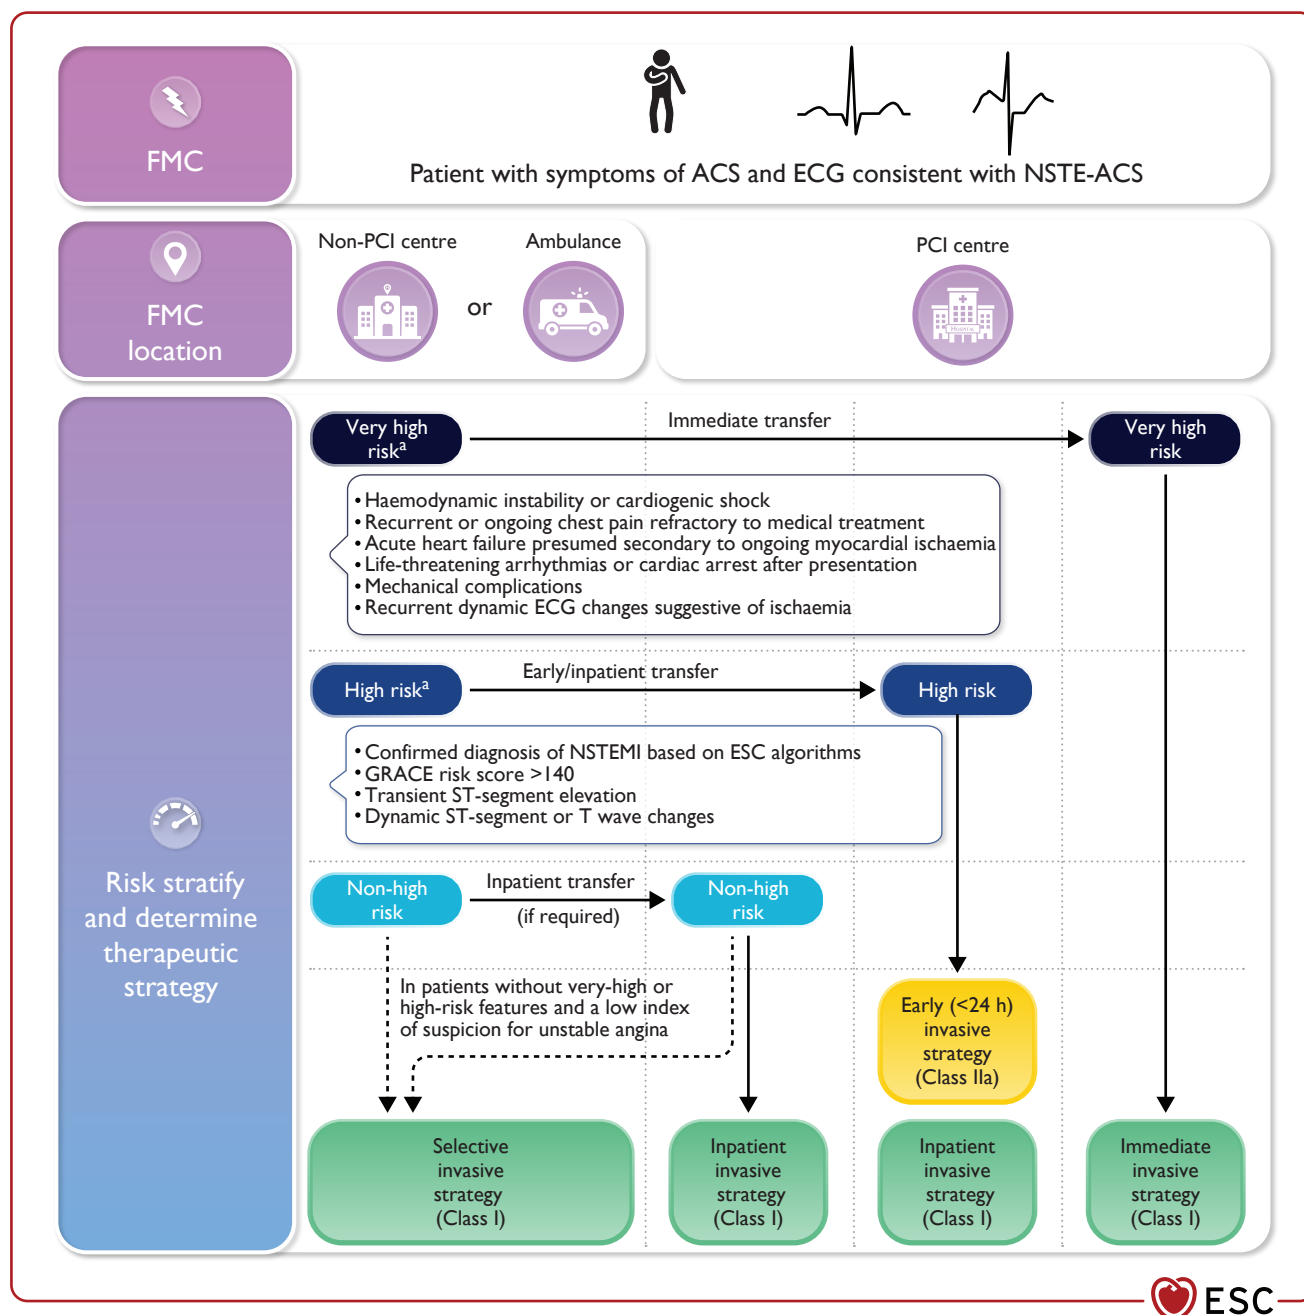 FMC
Patient with symptoms of ACS and ECG consistent with NSTE-ACS
FMC
location
Non-PCI centre
or
Ambulance
PCI centre
HOSPITAL
Risk stratify
and determine
therapeutic
strategy
Very high
riskᵃ
Immediate transfer
Very high
risk
• Haemodynamic instability or cardiogenic shock
• Recurrent or ongoing chest pain refractory to medical treatment
• Acute heart failure presumed secondary to ongoing myocardial ischaemia
• Life-threatening arrhythmias or cardiac arrest after presentation
• Mechanical complications
• Recurrent dynamic ECG changes suggestive of ischaemia
High riskᵃ
Early/inpatient transfer
High risk
• Confirmed diagnosis of NSTEMI based on ESC algorithms
• GRACE risk score >140
• Transient ST-segment elevation
• Dynamic ST-segment or T wave changes
Non-high
risk
Inpatient transfer
(if required)
Non-high
risk
In patients without very-high or
high-risk features and a low index
of suspicion for unstable angina
Early (<24 h)
invasive
strategy
(Class IIa)
Selective
invasive
strategy
(Class I)
Inpatient
invasive
strategy
(Class I)
Inpatient
invasive
strategy
(Class I)
Immediate
invasive
strategy
(Class I)
ESC